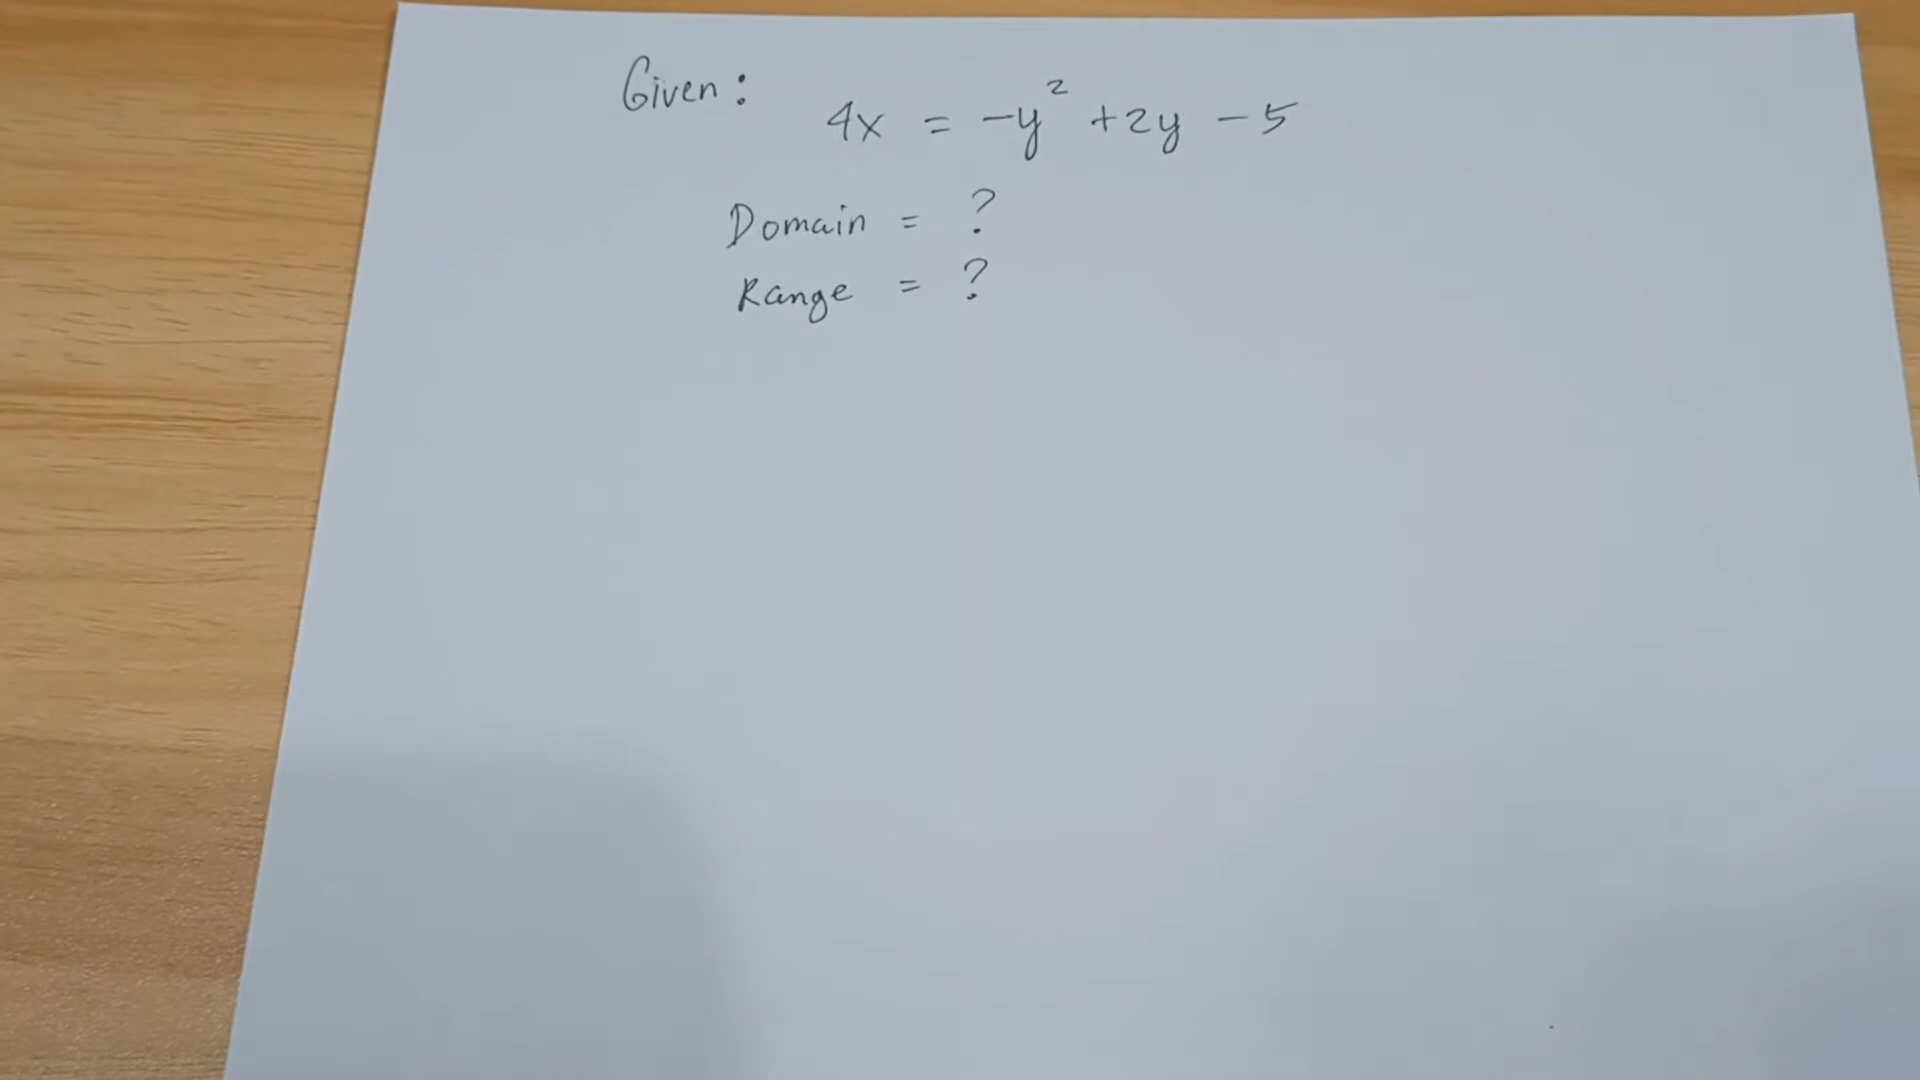 Given:
4x = -y² + 2y - 5
Domain = ?
Range = ?